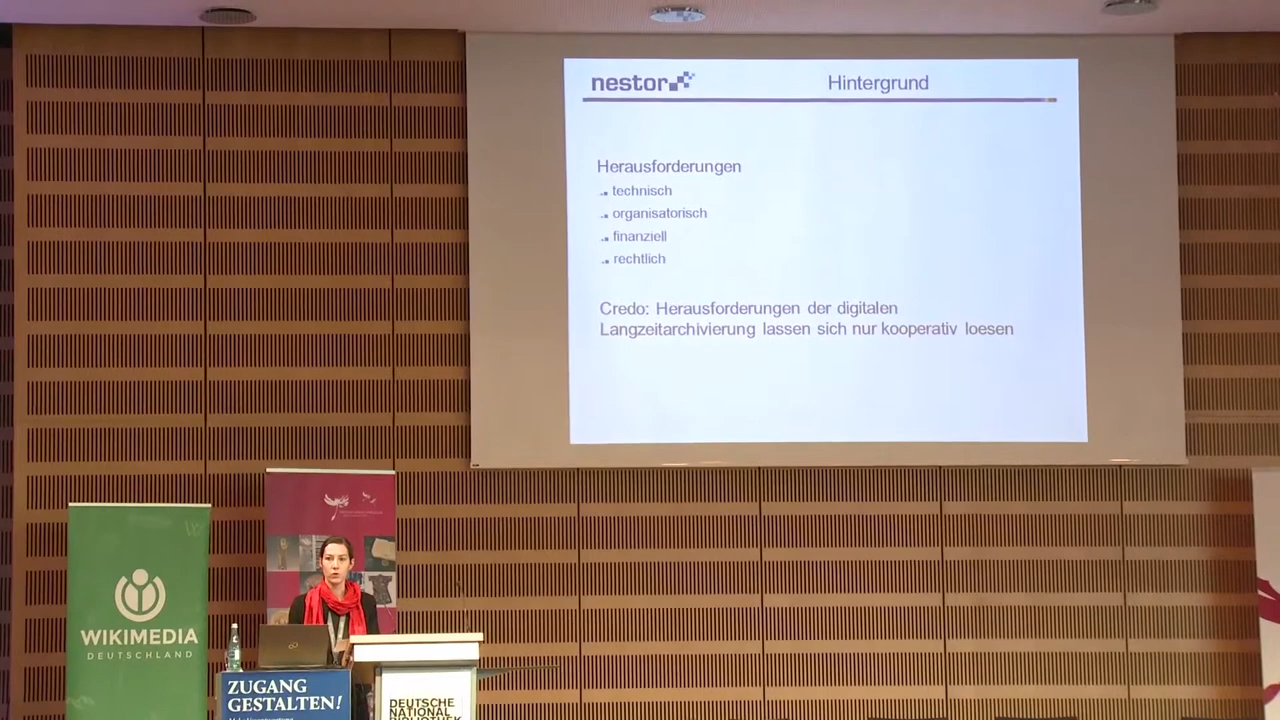 nestor
Hintergrund
Herausforderungen
technisch
organisatorisch
finanziell
rechtlich
Credo: Herausforderungen der digitalen
Langzeitarchivierung lassen sich nur kooperativ loesen
WIKIMEDIA
DEUTSCHLAND
ZUGANG
GESTALTEN!
DEUTSCHE
NATIONAL
BIBLIOTHEK